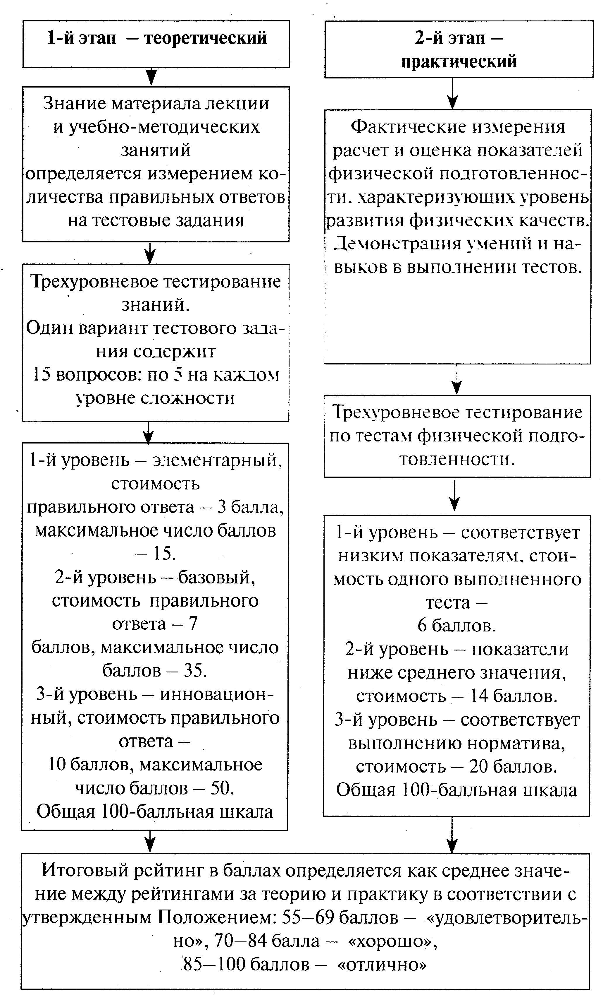 1-й этап – теоретический
Знание материала лекции
и учебно-методических
занятий
определяется измерением ко-
личества правильных ответов
на тестовые задания
Трехуровневое тестирование
знаний.
Один вариант тестового зада-
ния содержит
15 вопросов: по 5 на каждом
уровне сложности
1-й уровень – элементарный,
стоимость
правильного ответа – 3 балла,
максимальное число баллов
– 15.
2-й уровень – базовый,
стоимость правильного
ответа – 7
баллов, максимальное число
баллов – 35.
3-й уровень – инновацион-
ный, стоимость правильного
ответа –
10 баллов, максимальное
число баллов – 50.
Общая 100-балльная шкала
2-й этап –
практический
Фактические измерения
расчет и оценка показателей
физической подготовленнос-
ти. характеризующих уровень
развития физических качеств.
Демонстрация умений и на-
выков в выполнении тестов.
Трехуровневое тестирование
по тестам физической подго-
товленности.
1-й уровень – соответствует
низким показателям, стои-
мость одного выполненного
теста –
6 баллов.
2-й уровень – показатели
ниже среднего значения,
стоимость – 14 баллов.
3-й уровень – соответствует
выполнению норматива,
стоимость – 20 баллов.
Общая 100-балльная шкала
Итоговый рейтинг в баллах определяется как среднее значе-
ние между рейтингами за теорию и практику в соответствии с
утвержденным Положением: 55–69 баллов – «удовлетворитель-
но», 70–84 балла – «хорошо»,
85–100 баллов – «отлично»